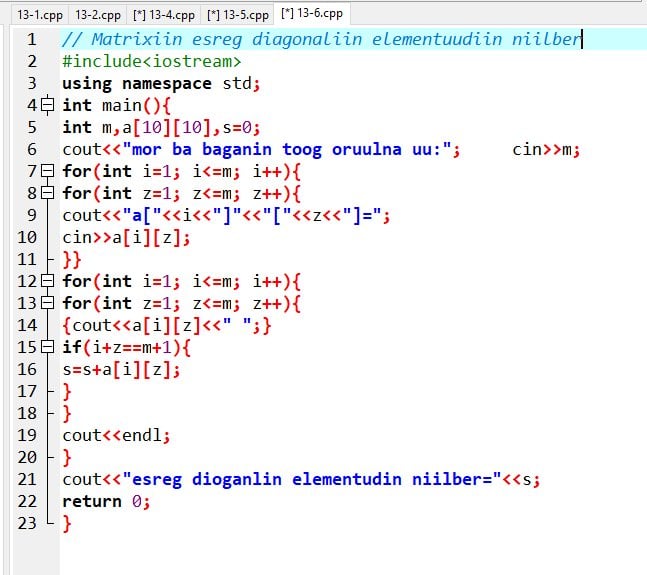 13-1.cpp 13-2.cpp [*] 13-4.cpp [*] 13-5.cpp [*] 13-6.cpp
1 // Matrixiin esreg diagonaliin elementuudiin niilber
2 #include<iostream>
3 using namespace std;
4 int main(){
5 int m,a[10][10],s=0;
6 cout<<"mor ba baganin toog oruulna uu:"; cin>>m;
7 for(int i=1; i<=m; i++){
8 for(int z=1; z<=m; z++){
9 cout<<"a["<<i<<"]"<<"["<<z<<"]=";
10 cin>>a[i][z];
11 }}
12 for(int i=1; i<=m; i++){
13 for(int z=1; z<=m; z++){
14 {cout<<a[i][z]<<" ";}
15 if(i+z==m+1){
16 s=s+a[i][z];
17 }
18 }
19 cout<<endl;
20 }
21 cout<<"esreg dioganlin elementudin niilber="<<s;
22 return 0;
23 }